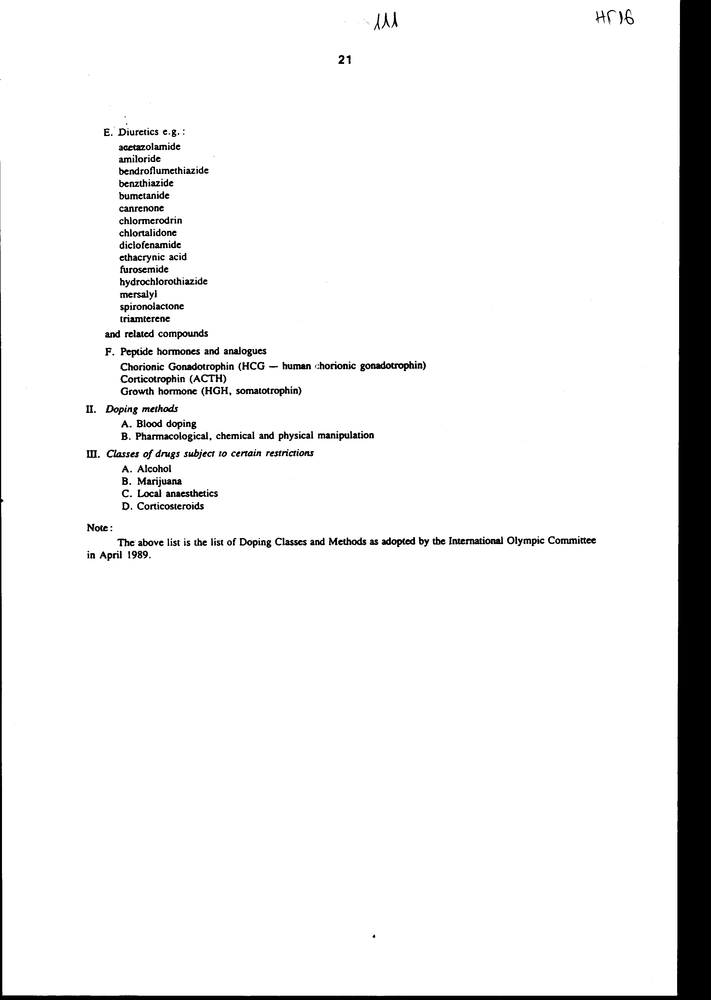 111
21
E. Diuretics e.g. :
acetazolamide
amiloride
bendroflumethiazide
benzthiazide
bumetanide
canrenone
chlormerodrin
chlortalidone
diclofenamide
ethacrynic acid
furosemide
hydrochlorothiazide
mersalyl
spironolactone
triamterene
and related compounds
F. Peptide hormones and analogues
Chorionic Gonadotrophin (HCG — human chorionic gonadotrophin)
Corticotrophin (ACTH)
Growth hormone (HGH, somatotrophin)
II. Doping methods
A. Blood doping
B. Pharmacological, chemical and physical manipulation
III. Classes of drugs subject to certain restrictions
A. Alcohol
B. Marijuana
C. Local anaesthetics
D. Corticosteroids
Note :
The above list is the list of Doping Classes and Methods as adopted by the International Olympic Committee
in April 1989.